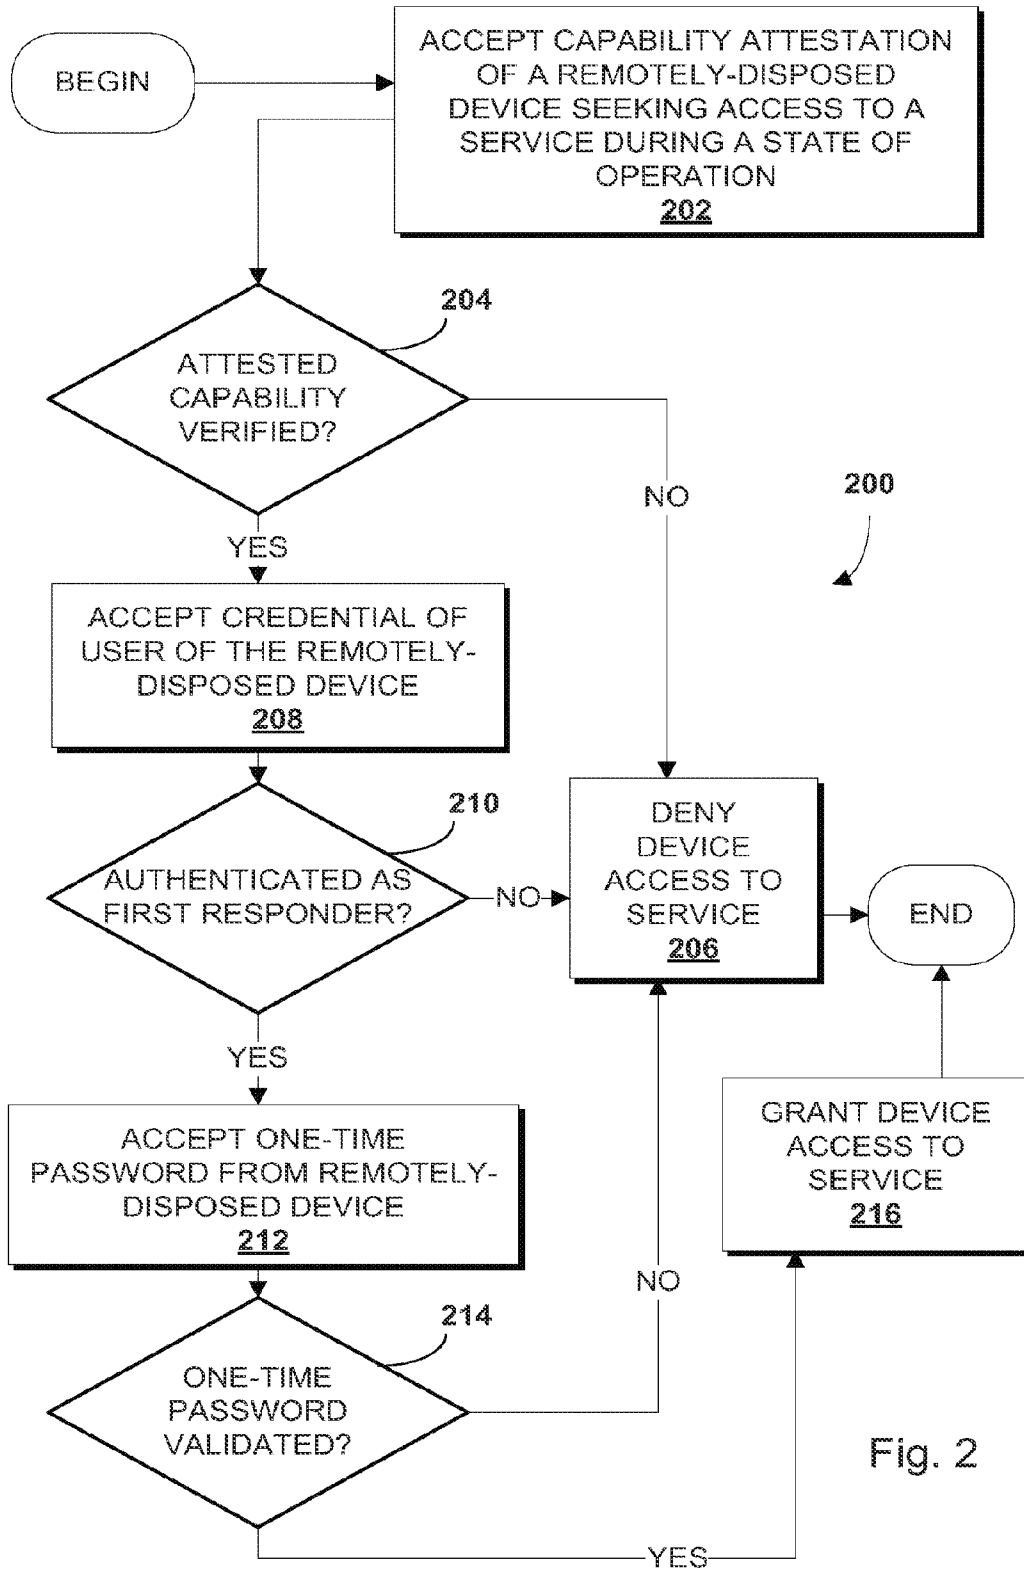 BEGIN
ACCEPT CAPABILITY ATTESTATION
OF A REMOTELY-DISPOSED
DEVICE SEEKING ACCESS TO A
SERVICE DURING A STATE OF
OPERATION
202
204
ATTESTED
CAPABILITY
VERIFIED?
NO
200
YES
ACCEPT CREDENTIAL OF
USER OF THE REMOTELY-
DISPOSED DEVICE
208
210
AUTHENTICATED AS
FIRST RESPONDER?
NO
DENY
DEVICE
ACCESS TO
SERVICE
206
END
YES
ACCEPT ONE-TIME
PASSWORD FROM REMOTELY-
DISPOSED DEVICE
212
GRANT DEVICE
ACCESS TO
SERVICE
216
NO
214
ONE-TIME
PASSWORD
VALIDATED?
YES
Fig. 2